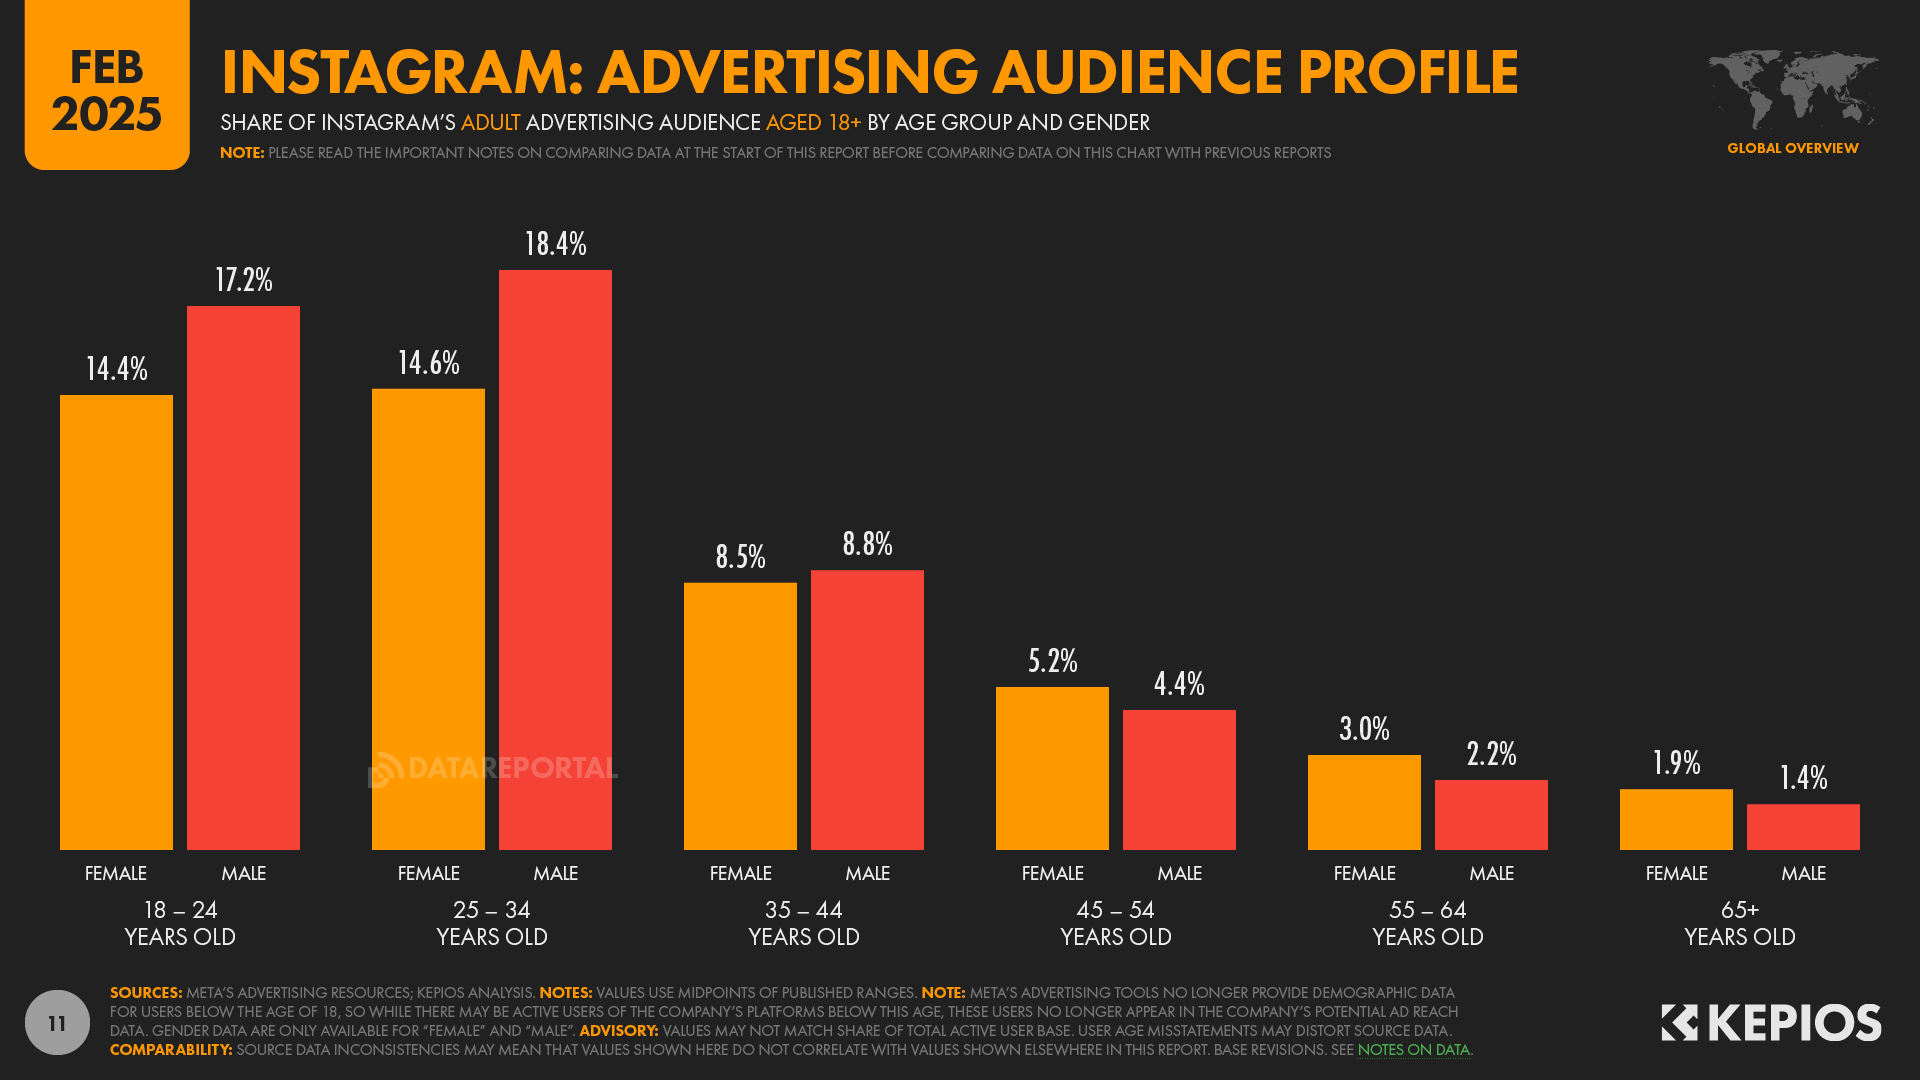 FEB
2025
INSTAGRAM: ADVERTISING AUDIENCE PROFILE
SHARE OF INSTAGRAM’S ADULT ADVERTISING AUDIENCE AGED 18+ BY AGE GROUP AND GENDER
NOTE: PLEASE READ THE IMPORTANT NOTES ON COMPARING DATA AT THE START OF THIS REPORT BEFORE COMPARING DATA ON THIS CHART WITH PREVIOUS REPORTS
GLOBAL OVERVIEW
14.4%
17.2%
14.6%
18.4%
8.5%
8.8%
5.2%
4.4%
3.0%
2.2%
1.9%
1.4%
DATAREPORTAL
FEMALE MALE FEMALE MALE FEMALE MALE FEMALE MALE FEMALE MALE FEMALE MALE
18 – 24 25 – 34 35 – 44 45 – 54 55 – 64 65+
YEARS OLD YEARS OLD YEARS OLD YEARS OLD YEARS OLD YEARS OLD
11
SOURCES: META’S ADVERTISING RESOURCES; KEPIOS ANALYSIS. NOTES: VALUES USE MIDPOINTS OF PUBLISHED RANGES. NOTE: META’S ADVERTISING TOOLS NO LONGER PROVIDE DEMOGRAPHIC DATA
FOR USERS BELOW THE AGE OF 18, SO WHILE THERE MAY BE ACTIVE USERS OF THE COMPANY’S PLATFORMS BELOW THIS AGE, THESE USERS NO LONGER APPEAR IN THE COMPANY’S POTENTIAL AD REACH
DATA. GENDER DATA ARE ONLY AVAILABLE FOR “FEMALE” AND “MALE”. ADVISORY: VALUES MAY NOT MATCH SHARE OF TOTAL ACTIVE USER BASE. USER AGE MISSTATEMENTS MAY DISTORT SOURCE DATA.
COMPARABILITY: SOURCE DATA INCONSISTENCIES MAY MEAN THAT VALUES SHOWN HERE DO NOT CORRELATE WITH VALUES SHOWN ELSEWHERE IN THIS REPORT. BASE REVISIONS. SEE NOTES ON DATA.
KEPIOS